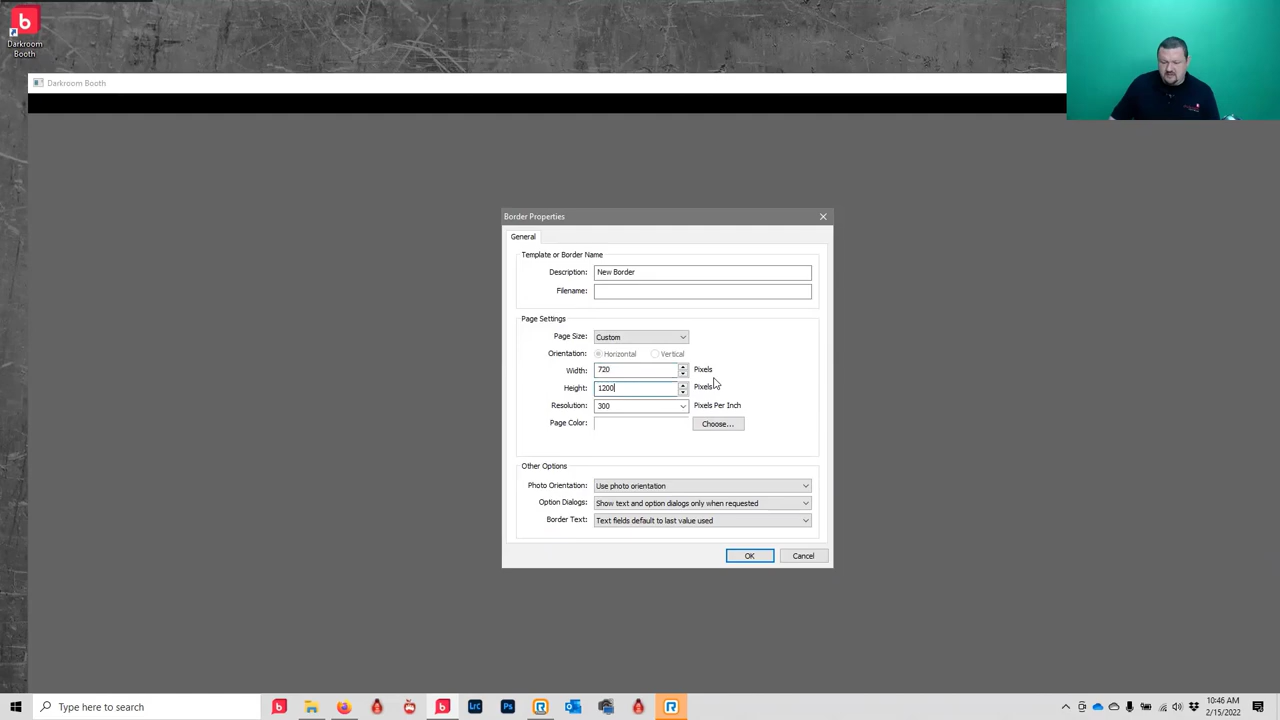 b
Darkroom
Booth
Darkroom Booth
Border Properties
General
Template or Border Name
Description: New Border
Filename:
Page Settings
Page Size: Custom
Orientation: Horizontal Vertical
Width: 720 Pixels
Height: 1200 Pixels
Resolution: 300 Pixels Per Inch
Page Color: Choose...
Other Options
Photo Orientation: Use photo orientation
Option Dialogs: Show text and option dialogs only when requested
Border Text: Text fields default to last value used
OK Cancel
Type here to search
b
b
Lrc
Ps
10:46 AM
2/15/2022